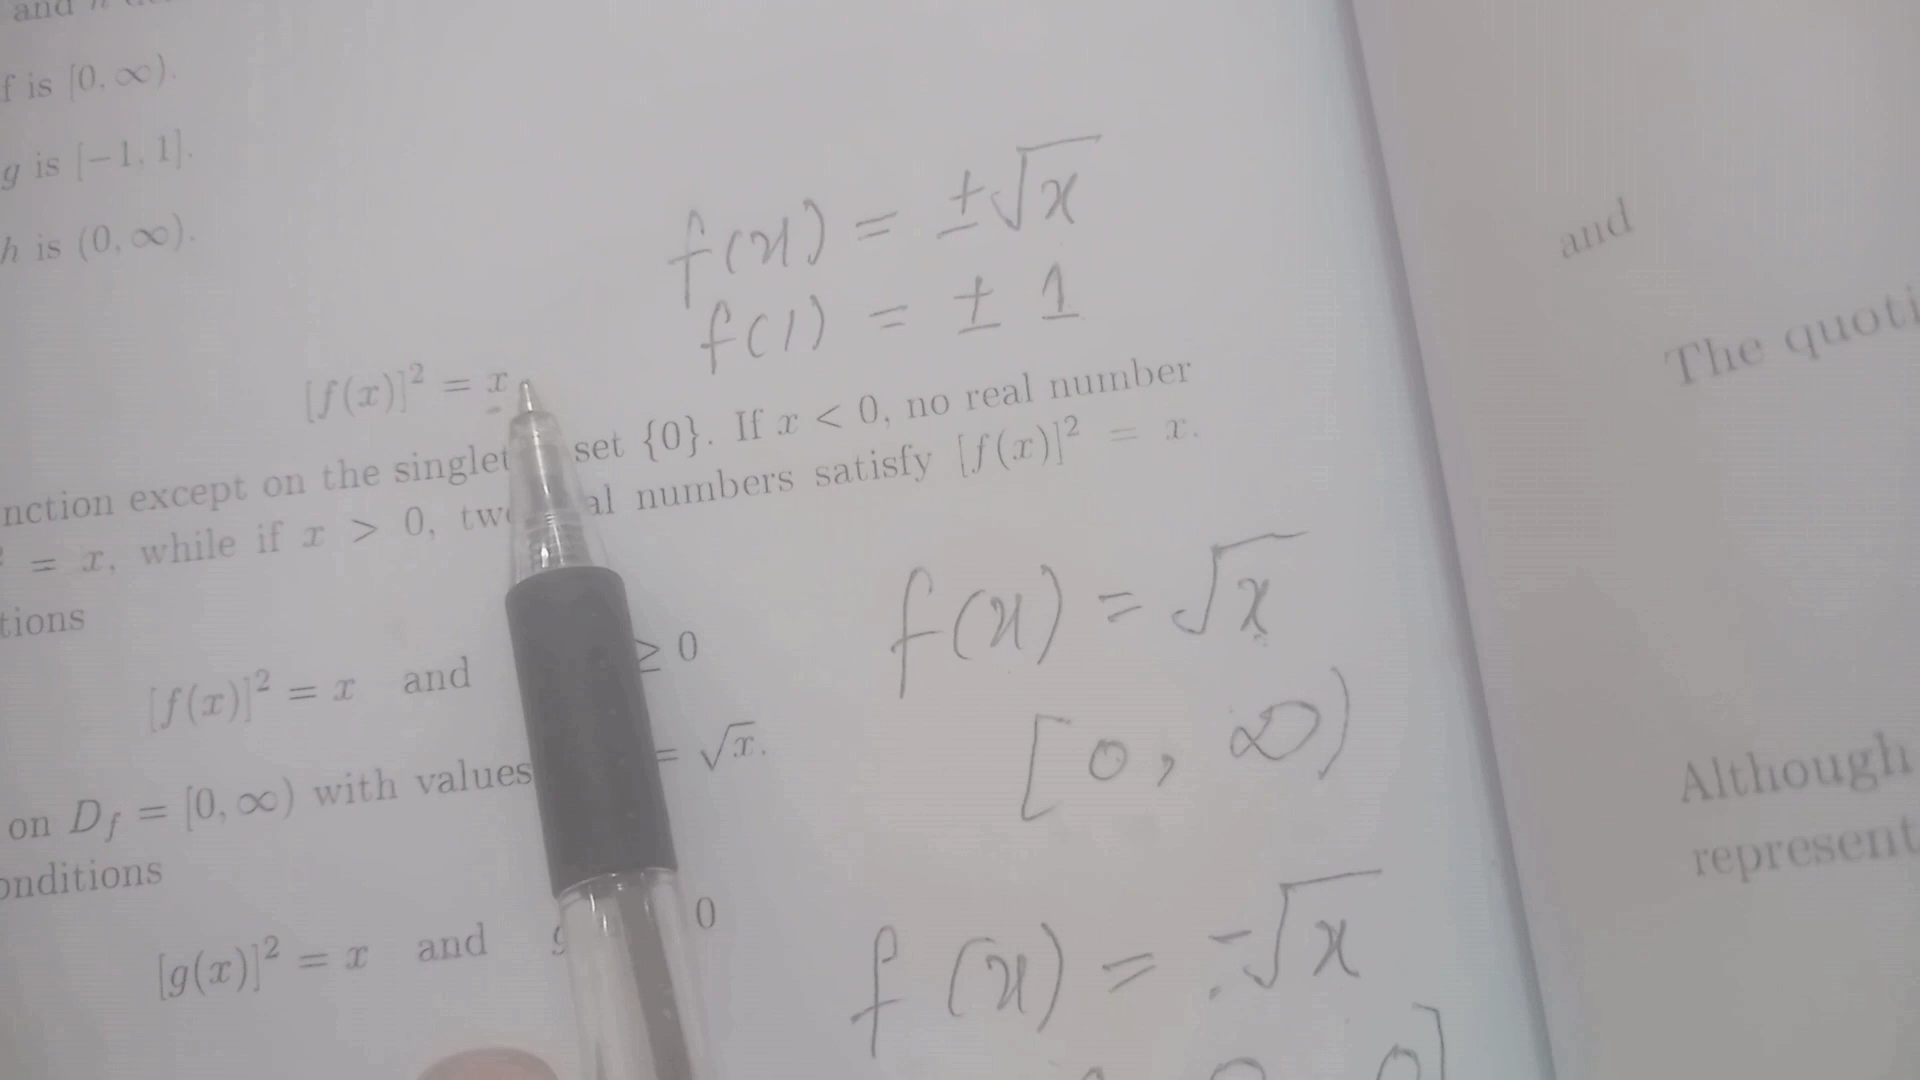 and
f is [0, ∞).
g is [−1, 1].
h is (0, ∞).
f(x) = ±√x
f(1) = ± 1
[f(x)]² = x
nction except on the singlet set {0}. If x < 0, no real number
= x, while if x > 0, two al numbers satisfy [f(x)]² = x.
tions
f(x) = √x
[f(x)]² = x and ≥ 0
[0, ∞)
on D_f = [0, ∞) with values = √x.
onditions
[g(x)]² = x and g 0
f(x) = -√x
0]
and
The quoti
Although
represent